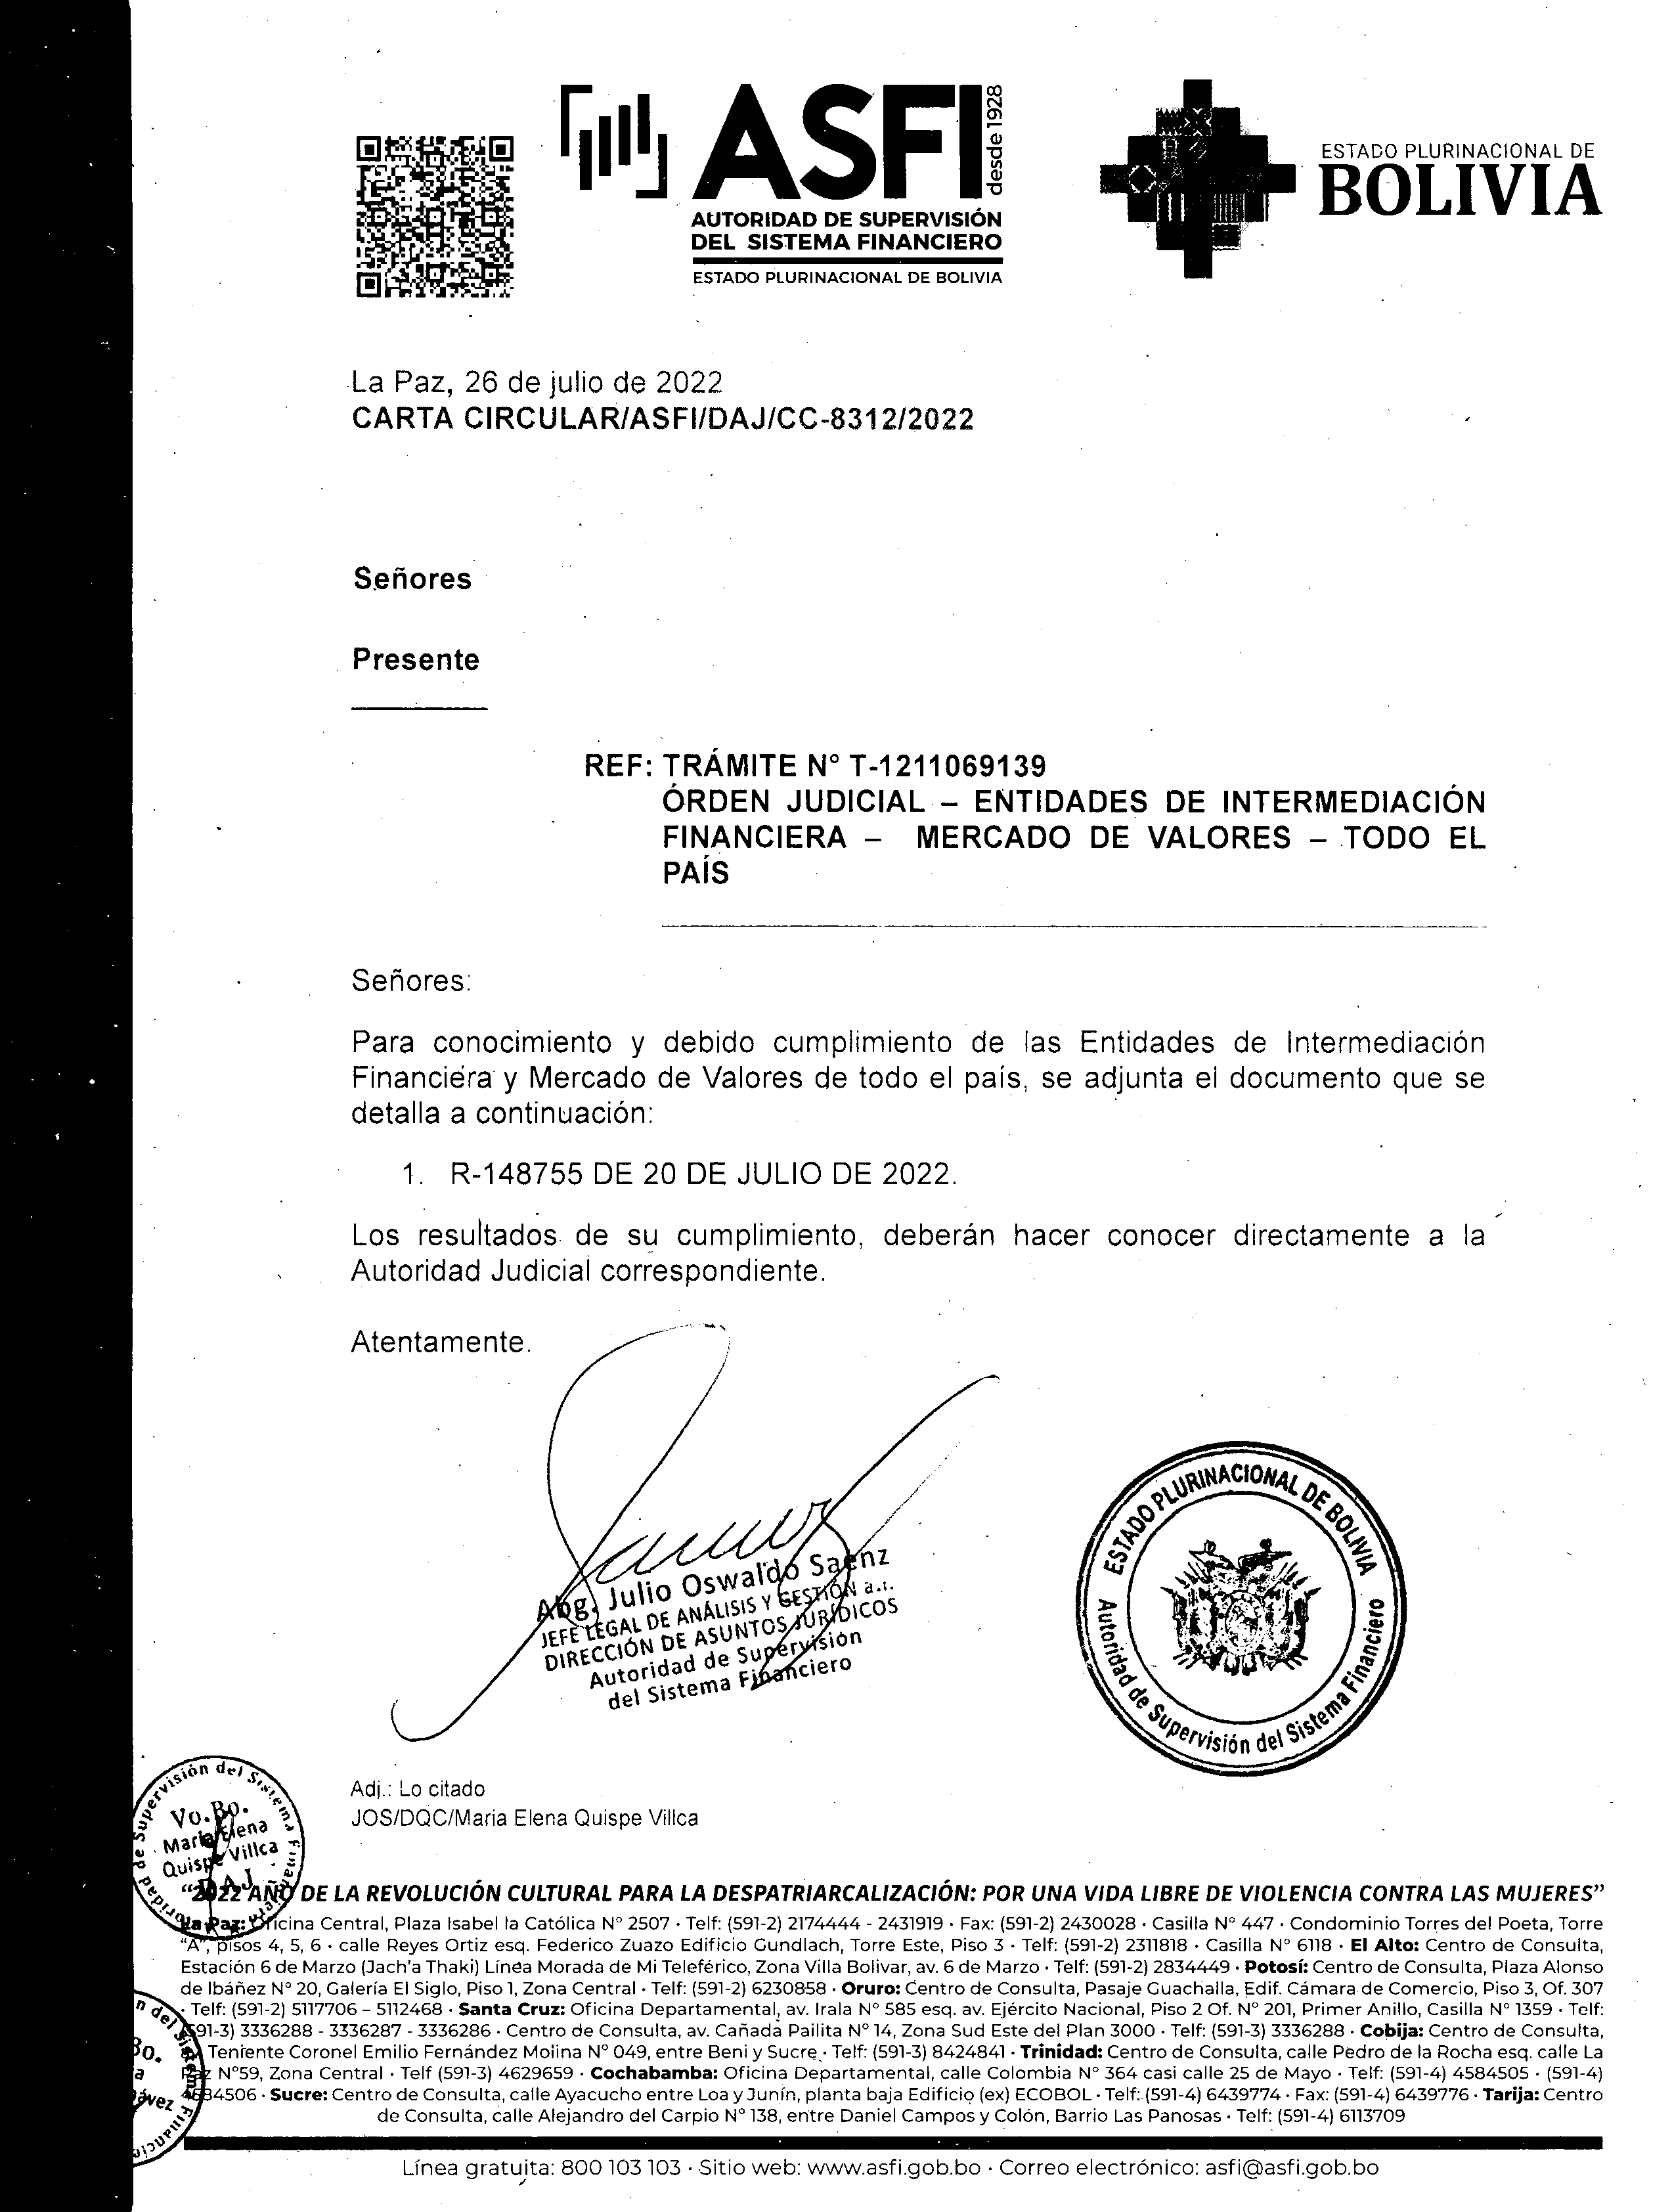 ASFI
desde 1928
AUTORIDAD DE SUPERVISIÓN
DEL SISTEMA FINANCIERO
ESTADO PLURINACIONAL DE BOLIVIA
ESTADO PLURINACIONAL DE
BOLIVIA
La Paz, 26 de julio de 2022
CARTA CIRCULAR/ASFI/DAJ/CC-8312/2022
Señores
Presente
REF: TRÁMITE N° T-1211069139
ÓRDEN JUDICIAL – ENTIDADES DE INTERMEDIACIÓN
FINANCIERA – MERCADO DE VALORES – TODO EL
PAÍS
Señores:
Para conocimiento y debido cumplimiento de las Entidades de Intermediación
Financiera y Mercado de Valores de todo el país, se adjunta el documento que se
detalla a continuación:
1. R-148755 DE 20 DE JULIO DE 2022.
Los resultados de su cumplimiento, deberán hacer conocer directamente a la
Autoridad Judicial correspondiente.
Atentamente.
Abg. Julio Oswaldo Saenz
JEFE LEGAL DE ANÁLISIS Y GESTIÓN a.i.
DIRECCIÓN DE ASUNTOS JURÍDICOS
Autoridad de Supervisión
del Sistema Financiero
ESTADO PLURINACIONAL DE BOLIVIA
Autoridad de Supervisión del Sistema Financiero
Adj.: Lo citado
JOS/DQC/Maria Elena Quispe Villca
Vo.Bo.
Maria Elena
Quispe Villca
DAJ
"2022 AÑO DE LA REVOLUCIÓN CULTURAL PARA LA DESPATRIARCALIZACIÓN: POR UNA VIDA LIBRE DE VIOLENCIA CONTRA LAS MUJERES"
La Paz: Oficina Central, Plaza Isabel la Católica N° 2507 · Telf: (591-2) 2174444 - 2431919 · Fax: (591-2) 2430028 · Casilla N° 447 · Condominio Torres del Poeta, Torre
"A", pisos 4, 5, 6 · calle Reyes Ortiz esq. Federico Zuazo Edificio Gundlach, Torre Este, Piso 3 · Telf: (591-2) 2311818 · Casilla N° 6118 · El Alto: Centro de Consulta,
Estación 6 de Marzo (Jach'a Thaki) Línea Morada de Mi Teleférico, Zona Villa Bolivar, av. 6 de Marzo · Telf: (591-2) 2834449 · Potosí: Centro de Consulta, Plaza Alonso
de Ibáñez N° 20, Galería El Siglo, Piso 1, Zona Central · Telf: (591-2) 6230858 · Oruro: Centro de Consulta, Pasaje Guachalla, Edif. Cámara de Comercio, Piso 3, Of. 307
· Telf: (591-2) 5117706 – 5112468 · Santa Cruz: Oficina Departamental, av. Irala N° 585 esq. av. Ejército Nacional, Piso 2 Of. N° 201, Primer Anillo, Casilla N° 1359 · Telf:
(591-3) 3336288 - 3336287 - 3336286 · Centro de Consulta, av. Cañada Pailita N° 14, Zona Sud Este del Plan 3000 · Telf: (591-3) 3336288 · Cobija: Centro de Consulta,
Teniente Coronel Emilio Fernández Molina N° 049, entre Beni y Sucre · Telf: (591-3) 8424841 · Trinidad: Centro de Consulta, calle Pedro de la Rocha esq. calle La
Paz N°59, Zona Central · Telf (591-3) 4629659 · Cochabamba: Oficina Departamental, calle Colombia N° 364 casi calle 25 de Mayo · Telf: (591-4) 4584505 · (591-4)
4584506 · Sucre: Centro de Consulta, calle Ayacucho entre Loa y Junín, planta baja Edificio (ex) ECOBOL · Telf: (591-4) 6439774 · Fax: (591-4) 6439776 · Tarija: Centro
de Consulta, calle Alejandro del Carpio N° 138, entre Daniel Campos y Colón, Barrio Las Panosas · Telf: (591-4) 6113709
Línea gratuita: 800 103 103 · Sitio web: www.asfi.gob.bo · Correo electrónico: asfi@asfi.gob.bo